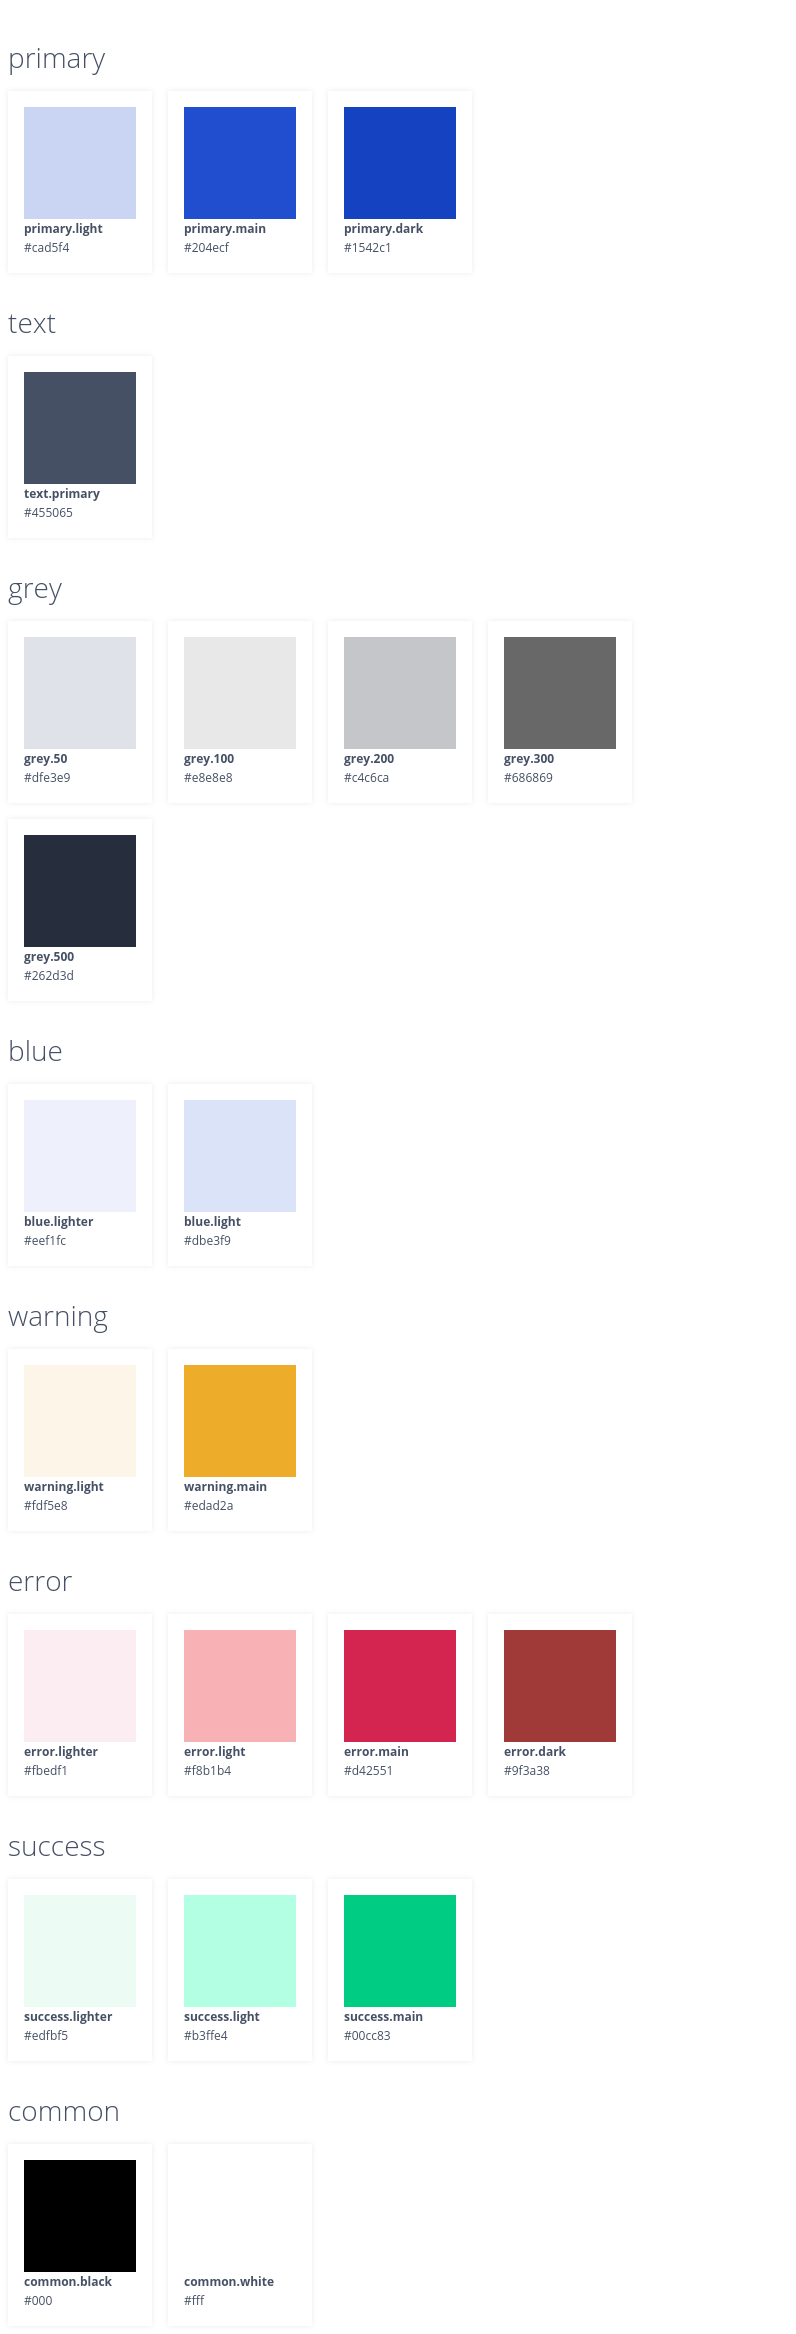 primary
primary.light
#cad5f4
primary.main
#204ecf
primary.dark
#1542c1
text
text.primary
#455065
grey
grey.50
#dfe3e9
grey.100
#e8e8e8
grey.200
#c4c6ca
grey.300
#686869
grey.500
#262d3d
blue
blue.lighter
#eef1fc
blue.light
#dbe3f9
warning
warning.light
#fdf5e8
warning.main
#edad2a
error
error.lighter
#fbedf1
error.light
#f8b1b4
error.main
#d42551
error.dark
#9f3a38
success
success.lighter
#edfbf5
success.light
#b3ffe4
success.main
#00cc83
common
common.black
#000
common.white
#fff